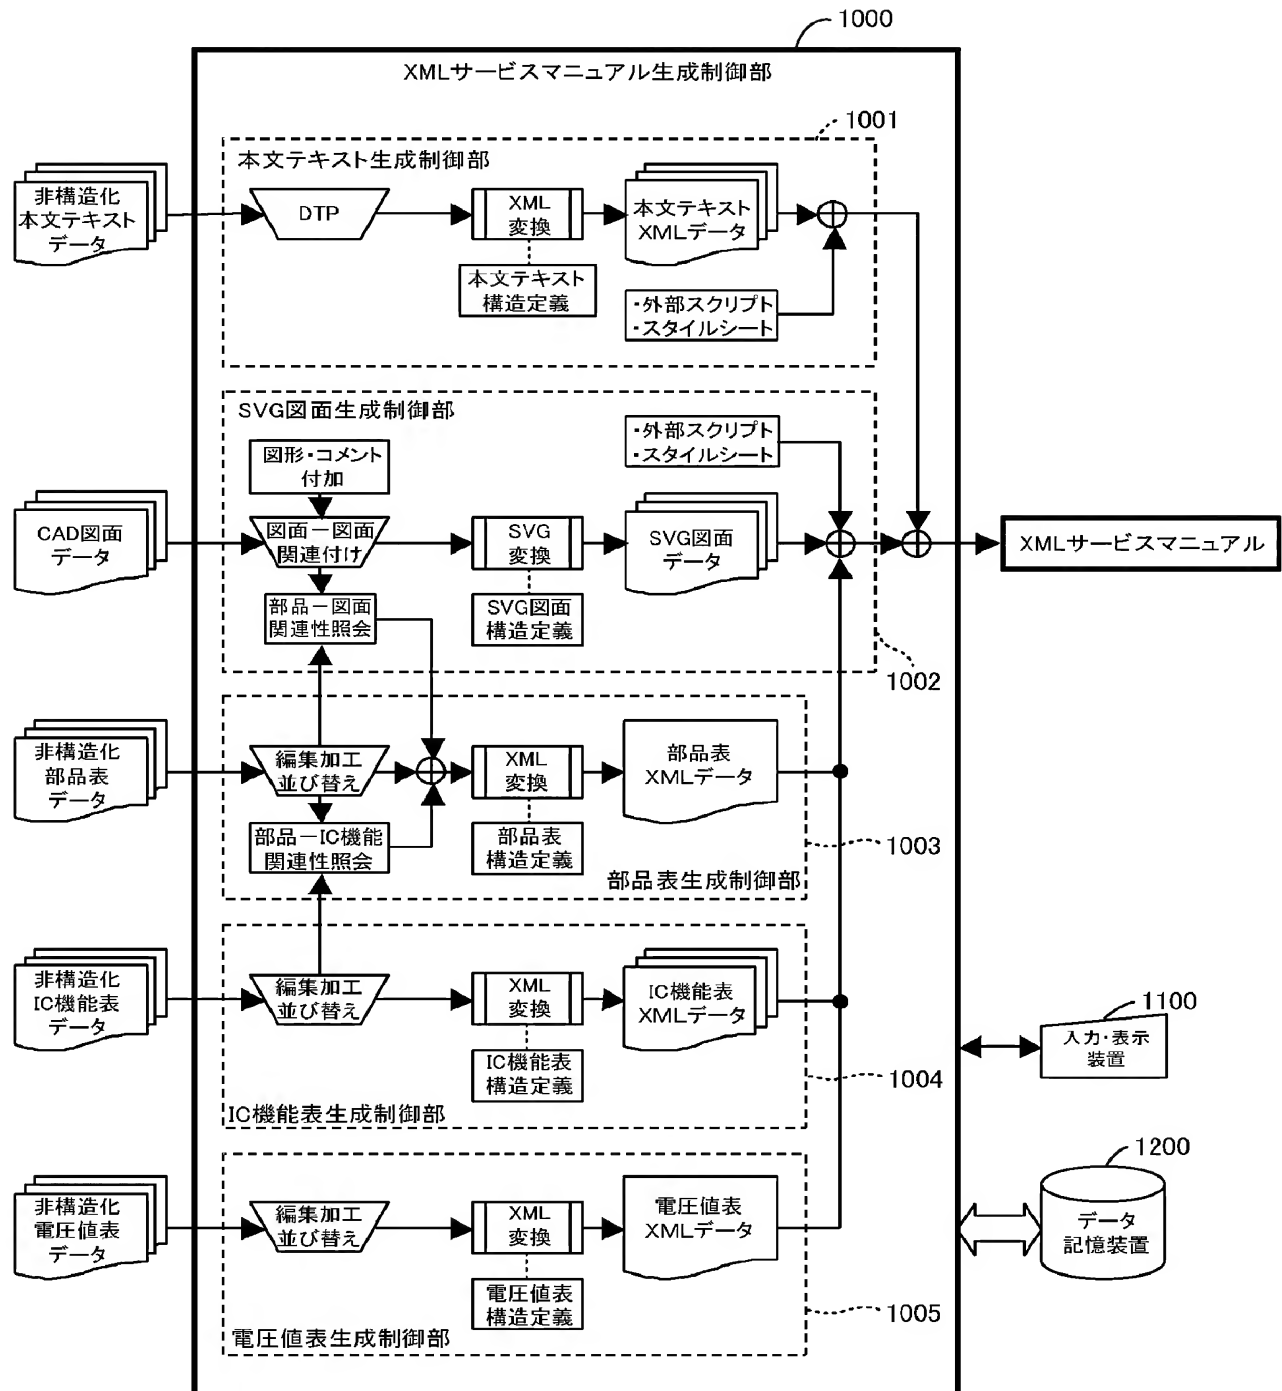 1000
XMLサービスマニュアル生成制御部
1001
本文テキスト生成制御部
非構造化
本文テキスト
データ
DTP
XML
変換
本文テキスト
XMLデータ
本文テキスト
構造定義
・外部スクリプト
・スタイルシート
SVG図面生成制御部
・外部スクリプト
・スタイルシート
図形・コメント
付加
CAD図面
データ
図面－図面
関連付け
SVG
変換
SVG図面
データ
XMLサービスマニュアル
部品－図面
関連性照会
SVG図面
構造定義
1002
非構造化
部品表
データ
編集加工
並び替え
XML
変換
部品表
XMLデータ
部品－IC機能
関連性照会
部品表
構造定義
1003
部品表生成制御部
非構造化
IC機能表
データ
編集加工
並び替え
XML
変換
IC機能表
XMLデータ
IC機能表
構造定義
1004
IC機能表生成制御部
1100
入力・表示
装置
非構造化
電圧値表
データ
編集加工
並び替え
XML
変換
電圧値表
XMLデータ
電圧値表
構造定義
1005
電圧値表生成制御部
1200
データ
記憶装置